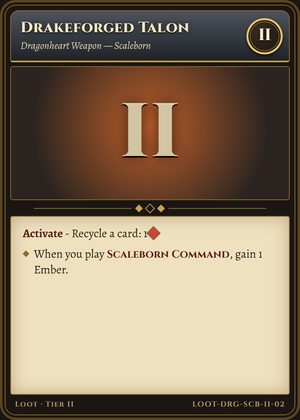 Drakeforged Talon
Dragonheart Weapon — Scaleborn
II
II
Activate - Recycle a card: 1
When you play Scaleborn Command, gain 1
Ember.
Loot · Tier II
LOOT-DRG-SCB-II-02